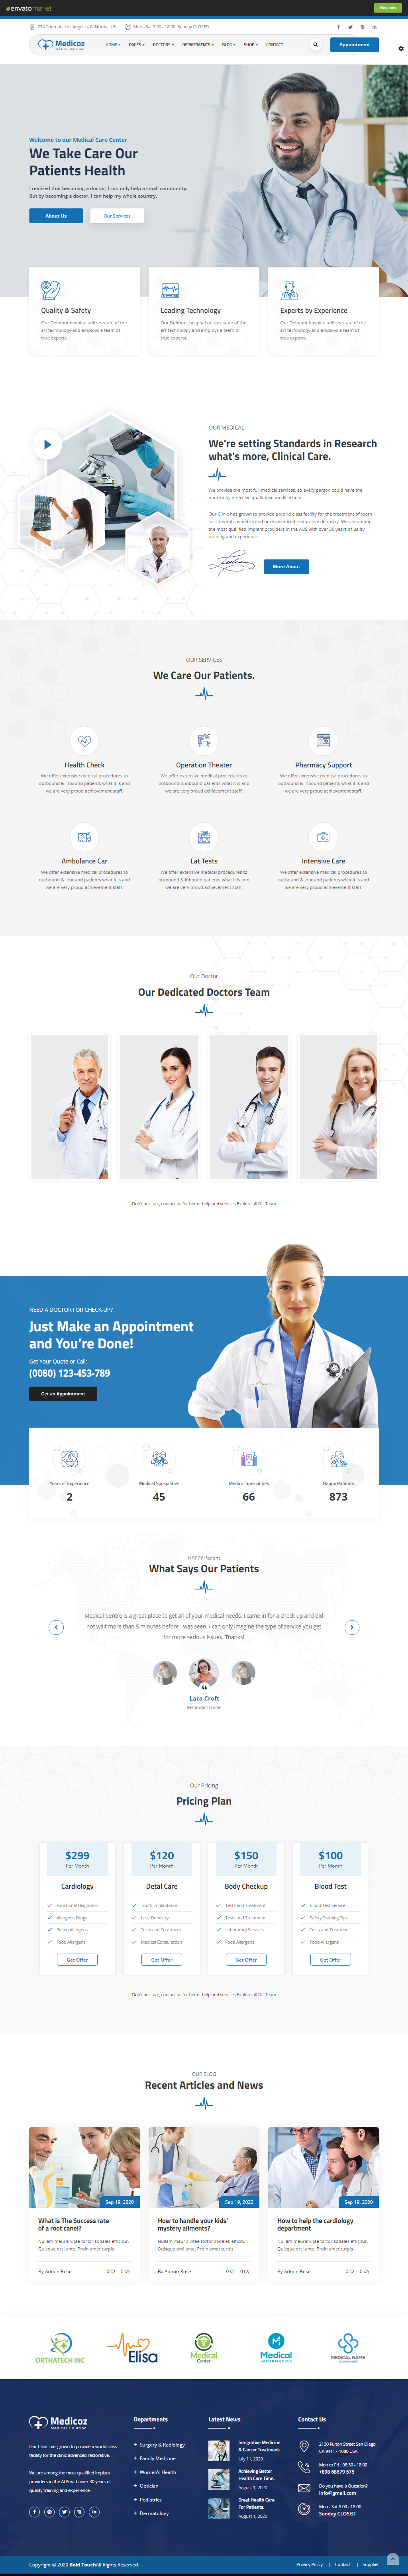 envatomarket
Buy now
234 Triumph, Los Angeles, California, US
Mon - Sat 8.00 - 18.00. Sunday CLOSED
Medicoz
Medical Solution
HOME
PAGES
DOCTORS
DEPARTMENTS
BLOG
SHOP
CONTACT
Appointment
Welcome to our Medical Care Center
We Take Care Our
Patients Health
I realized that becoming a doctor, I can only help a small community.
But by becoming a doctor, I can help my whole country.
About Us
Our Services
Quality & Safety
Our Delmont hospital utilizes state of the
art technology and employs a team of
true experts.
Leading Technology
Our Delmont hospital utilizes state of the
art technology and employs a team of
true experts.
Experts by Experience
Our Delmont hospital utilizes state of the
art technology and employs a team of
true experts.
OUR MEDICAL
We're setting Standards in Research
what's more, Clinical Care.
We provide the most full medical services, so every person could have the
oportunity o receive qualitative medical help.
Our Clinic has grown to provide a world class facility for the treatment of tooth
loss, dental cosmetics and bore advanced restorative dentistry. We are among
the most qualified implant providers in the AUS with over 30 years of uality
training and experience.
More About
OUR SERVICES
We Care Our Patients.
Health Check
We offer extensive medical procedures to
outbound & inbound patients what it is and
we are very proud achievement staff.
Operation Theater
We offer extensive medical procedures to
outbound & inbound patients what it is and
we are very proud achievement staff.
Pharmacy Support
We offer extensive medical procedures to
outbound & inbound patients what it is and
we are very proud achievement staff.
Ambulance Car
We offer extensive medical procedures to
outbound & inbound patients what it is and
we are very proud achievement staff.
Lat Tests
We offer extensive medical procedures to
outbound & inbound patients what it is and
we are very proud achievement staff.
Intensive Care
We offer extensive medical procedures to
outbound & inbound patients what it is and
we are very proud achievement staff.
Our Doctor
Our Dedicated Doctors Team
Don't hesitate, contact us for better help and services Explore all Dr. Team
NEED A DOCTOR FOR CHECK-UP?
Just Make an Appointment
and You're Done!
Get Your Quote or Call:
(0080) 123-453-789
Get an Appointment
Years of Experience
2
Medical Specialities
45
Medical Specialities
66
Happy Patients
873
HAPPY Patiens
What Says Our Patients
Medical Centre is a great place to get all of your medical needs. I came in for a check up and did
not wait more than 5 minutes before I was seen. I can only imagine the type of service you get
for more serious issues. Thanks!
Lara Croft
Restaurant Owner
Our Pricing
Pricing Plan
$299
Per Month
Cardiology
Functional Diagnostics
Allergens Drugs
Pollen Allergens
Food Allergens
Get Offer
$120
Per Month
Detal Care
Tooth Implantation
Lase Dentistry
Tests and Treatment
Medical Consultation
Get Offer
$150
Per Month
Body Checkup
Tests and Treatment
Tests and Treatment
Laboratory Services
Food Allergens
Get Offer
$100
Per Month
Blood Test
Blood Test Service
Safety Training Tips
Tests and Treatment
Food Allergens
Get Offer
Don't hesitate, contact us for better help and services Explore all Dr. Team
OUR BLOG
Recent Articles and News
Sep 19, 2020
What is The Success rate
of a root canel?
Nullam mauris vitae tortor sodales efficitur.
Quisque orci ante. Proin amet turpis
By Admin Rose
0
0
Sep 19, 2020
How to handle your kids'
mystery ailments?
Nullam mauris vitae tortor sodales efficitur.
Quisque orci ante. Proin amet turpis
By Admin Rose
0
0
Sep 19, 2020
How to help the cardiology
department
Nullam mauris vitae tortor sodales efficitur.
Quisque orci ante. Proin amet turpis
By Admin Rose
0
0
ORTHATECH INC
Elisa
Medical
Center
Medical
INFORMATICS
MEDICAL NAME
Medicoz
Medical Solution
Our Clinic has grown to provide a world class
facility for the clinic advanced restorative.
We are among the most qualified implant
providers in the AUS with over 30 years of
quality training and experience.
Departments
Surgery & Radiology
Family Medicine
Women's Health
Optician
Pediatrics
Dermatology
Latest News
Integrative Medicine
& Cancer Treatment.
July 11, 2020
Achieving Better
Health Care Time.
August 1, 2020
Great Health Care
For Patients.
August 1, 2020
Contact Us
2130 Fulton Street San Diego
CA 94117-1080 USA
Mon to Fri : 08:30 - 18:00
+898 68679 575
Do you have a Question?
info@gmail.com
Mon - Sat 8.00 - 18.00
Sunday CLOSED
Copyright © 2020 Bold TouchAll Rights Reserved.
Privacy Policy
Contact
Supplier